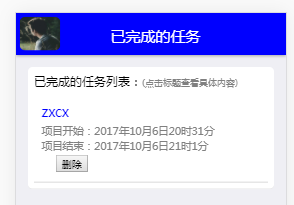 已完成的任务
已完成的任务列表：(点击标题查看具体内容)
ZXCX
项目开始：2017年10月6日20时31分
项目结束：2017年10月6日21时1分
删除